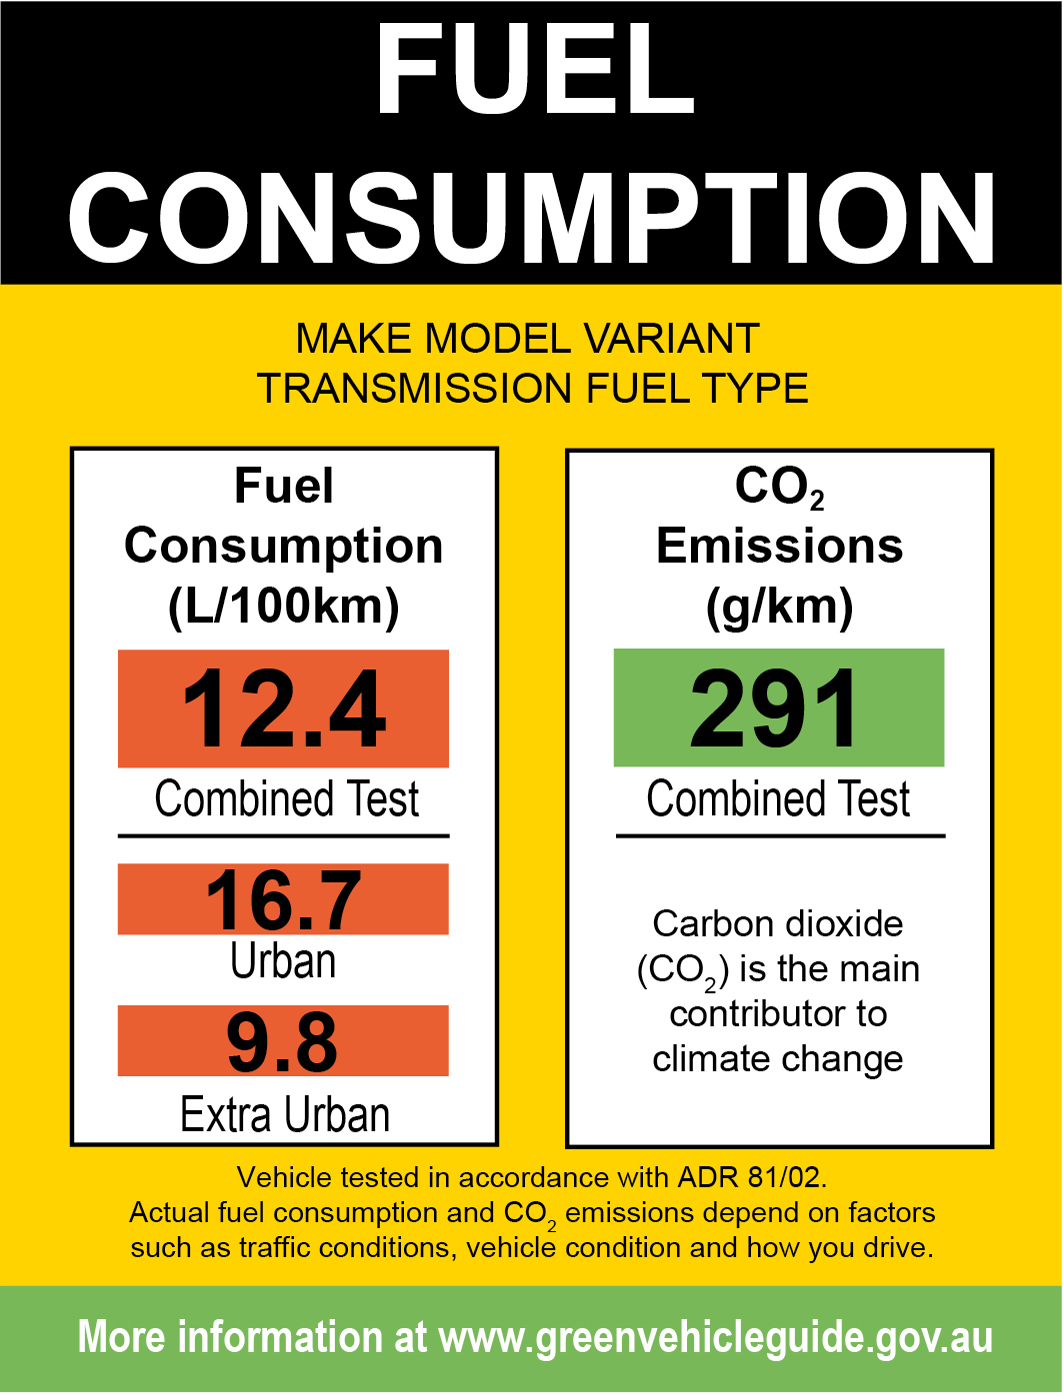 FUEL
CONSUMPTION
MAKE MODEL VARIANT
TRANSMISSION FUEL TYPE
Fuel
Consumption
(L/100km)
12.4
Combined Test
16.7
Urban
9.8
Extra Urban
CO₂
Emissions
(g/km)
291
Combined Test
Carbon dioxide
(CO₂) is the main
contributor to
climate change
Vehicle tested in accordance with ADR 81/02.
Actual fuel consumption and CO₂ emissions depend on factors
such as traffic conditions, vehicle condition and how you drive.
More information at www.greenvehicleguide.gov.au